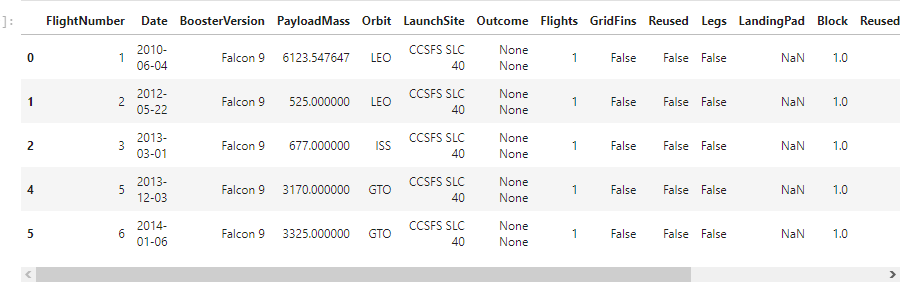 ]: FlightNumber Date BoosterVersion PayloadMass Orbit LaunchSite Outcome Flights GridFins Reused Legs LandingPad Block Reused
0 1 2010-06-04 Falcon 9 6123.547647 LEO CCSFS SLC 40 None None 1 False False False NaN 1.0
1 2 2012-05-22 Falcon 9 525.000000 LEO CCSFS SLC 40 None None 1 False False False NaN 1.0
2 3 2013-03-01 Falcon 9 677.000000 ISS CCSFS SLC 40 None None 1 False False False NaN 1.0
4 5 2013-12-03 Falcon 9 3170.000000 GTO CCSFS SLC 40 None None 1 False False False NaN 1.0
5 6 2014-01-06 Falcon 9 3325.000000 GTO CCSFS SLC 40 None None 1 False False False NaN 1.0